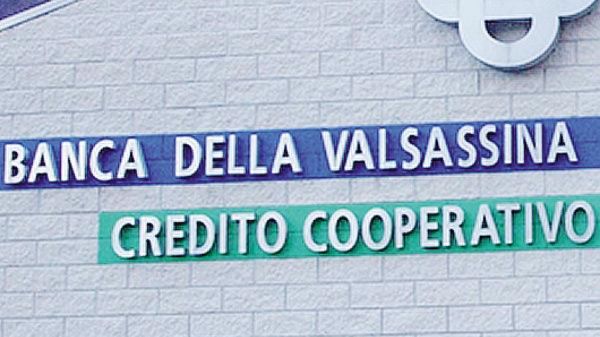 BANCA DELLA VALSASSINA
CREDITO COOPERATIVO